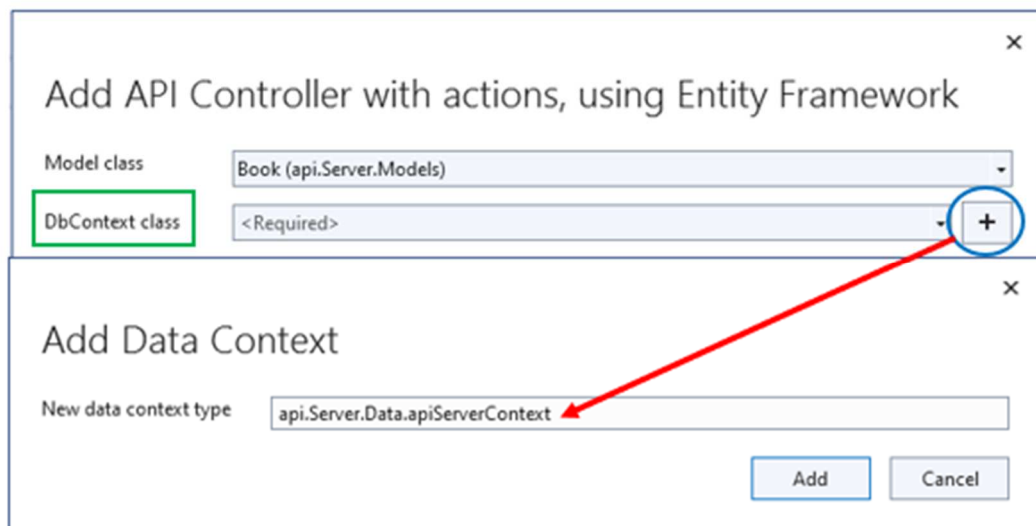 Add API Controller with actions, using Entity Framework
Model class
Book (api.Server.Models)
DbContext class
<Required>
+
Add Data Context
New data context type
api.Server.Data.apiServerContext
Add
Cancel